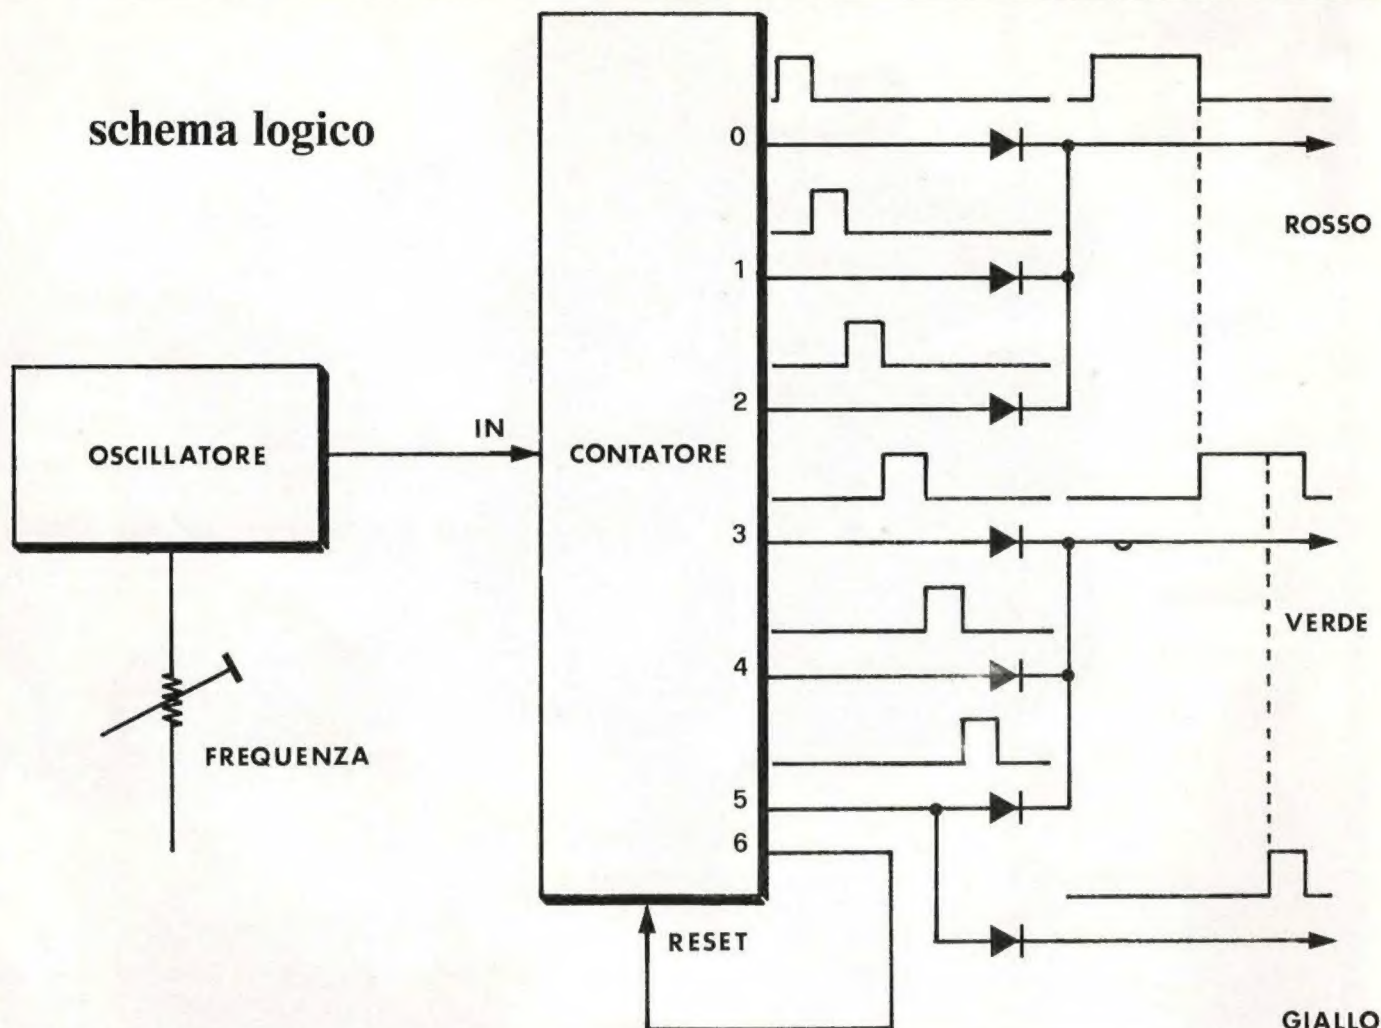 schema logico
0
ROSSO
1
2
OSCILLATORE
IN
CONTATORE
3
VERDE
4
FREQUENZA
5
6
RESET
GIALLO